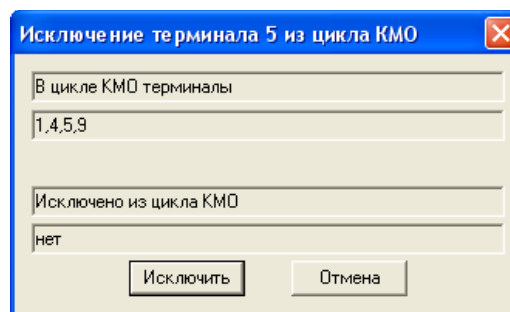 Исключение терминала 5 из цикла КМО
В цикле КМО терминалы
1,4,5,9
Исключено из цикла КМО
нет
Исключить Отмена